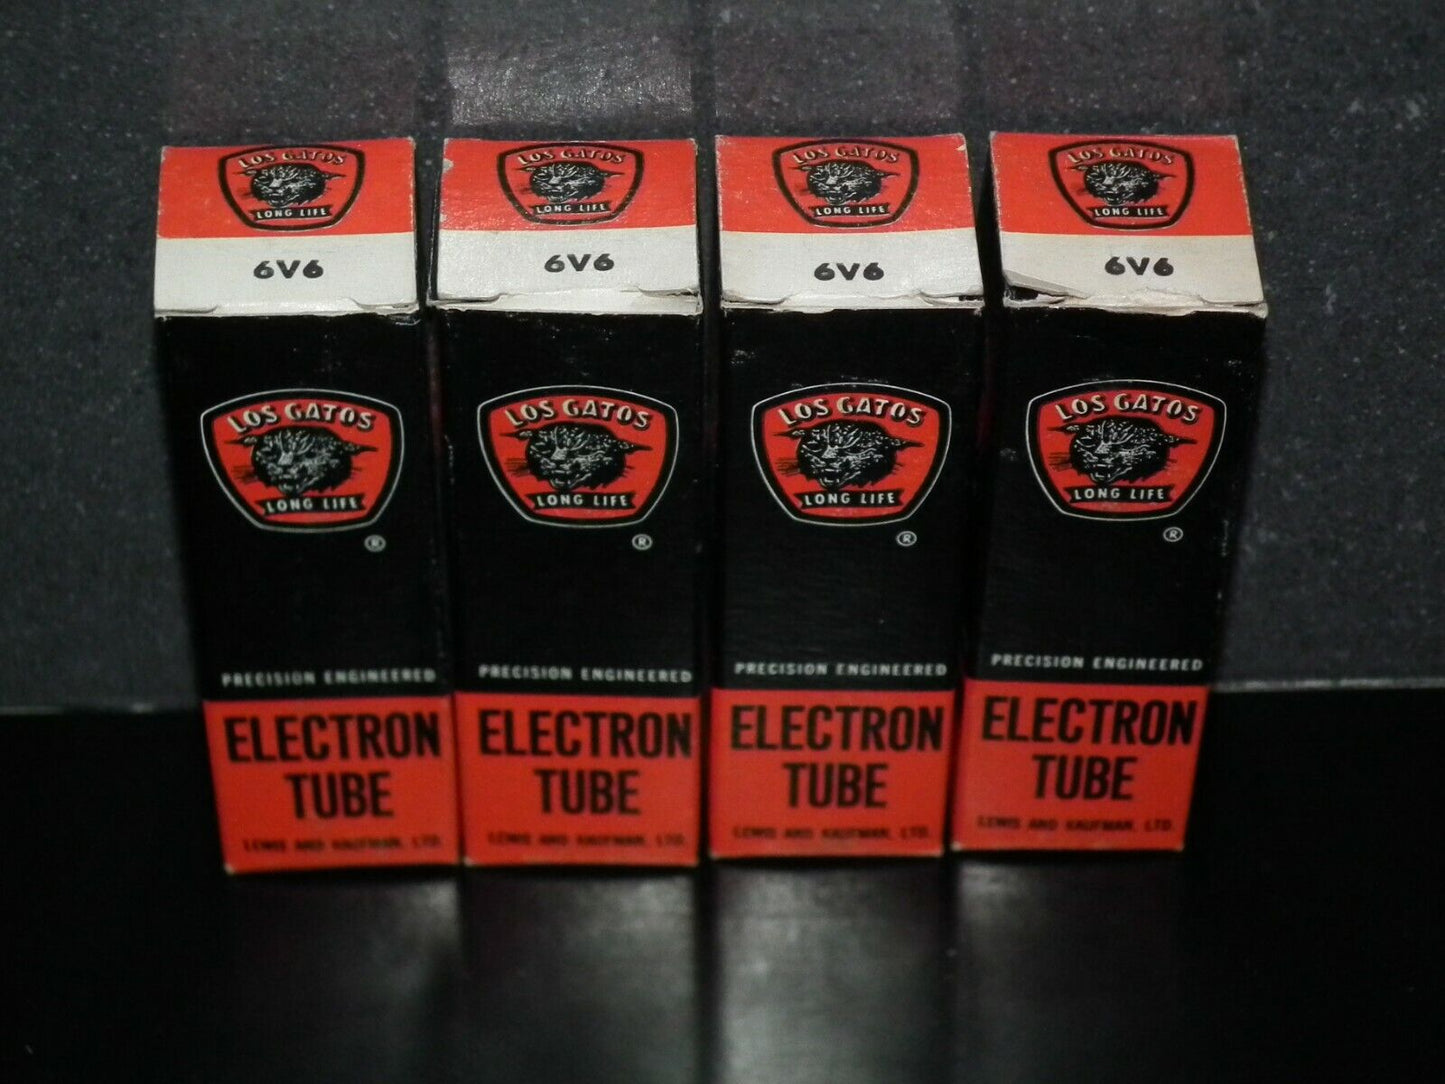 LOS GATOS
LONG LIFE
6V6
LOS GATOS
LONG LIFE
®
PRECISION ENGINEERED
ELECTRON
TUBE
LEWIS AND KAUFMAN, LTD.
LOS GATOS
LONG LIFE
6V6
LOS GATOS
LONG LIFE
®
PRECISION ENGINEERED
ELECTRON
TUBE
LEWIS AND KAUFMAN, LTD.
LOS GATOS
LONG LIFE
6V6
LOS GATOS
LONG LIFE
®
PRECISION ENGINEERED
ELECTRON
TUBE
LEWIS AND KAUFMAN, LTD.
LOS GATOS
LONG LIFE
6V6
LOS GATOS
LONG LIFE
®
PRECISION ENGINEERED
ELECTRON
TUBE
LEWIS AND KAUFMAN, LTD.